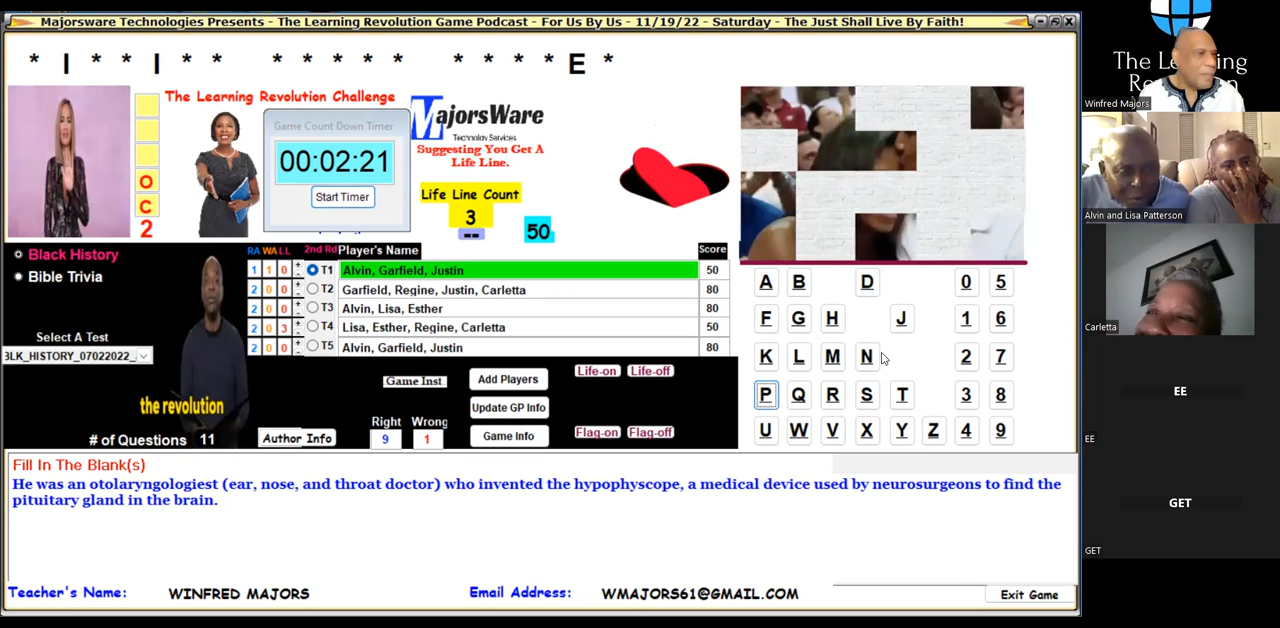 Majorsware Technologies Presents - The Learning Revolution Game Podcast - For Us By Us - 11/19/22 - Saturday - The Just Shall Live By Faith!
* I * * I * * * * * * * * * * * E *
The Learning Revolution Challenge
Game Count Down Timer
00:02:21
Start Timer
MajorsWare
Technology Services
Suggesting You Get A
Life Line.
Life Line Count
3
--
50
O
C
2
Black History
Bible Trivia
Select A Test
BLK_HISTORY_07022022_
the revolution
# of Questions 11
RA WA LL 2nd Rd Player's Name Score
1 1 0 + - T1 Alvin, Garfield, Justin 50
2 0 0 + - T2 Garfield, Regine, Justin, Carletta 80
2 0 0 + - T3 Alvin, Lisa, Esther 80
2 0 3 + - T4 Lisa, Esther, Regine, Carletta 50
2 0 0 + - T5 Alvin, Garfield, Justin 80
Game Inst
Add Players
Life-on Life-off
Update GP Info
Right Wrong
9 1
Author Info
Game Info
Flag-on Flag-off
A B D 0 5
F G H J 1 6
K L M N 2 7
P Q R S T 3 8
U W V X Y Z 4 9
Fill In The Blank(s)
He was an otolaryngologiest (ear, nose, and throat doctor) who invented the hypophyscope, a medical device used by neurosurgeons to find the
pituitary gland in the brain.
Teacher's Name: WINFRED MAJORS Email Address: WMAJORS61@GMAIL.COM Exit Game
Winfred Majors
Alvin and Lisa Patterson
Carletta
EE
EE
GET
GET